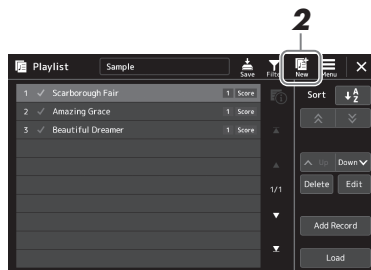 2
Playlist Sample Save Filter New Menu
1 Scarborough Fair 1 Score Sort
2 Amazing Grace 1 Score
3 Beautiful Dreamer 1 Score
Up Down
1/1 Delete Edit
Add Record
Load